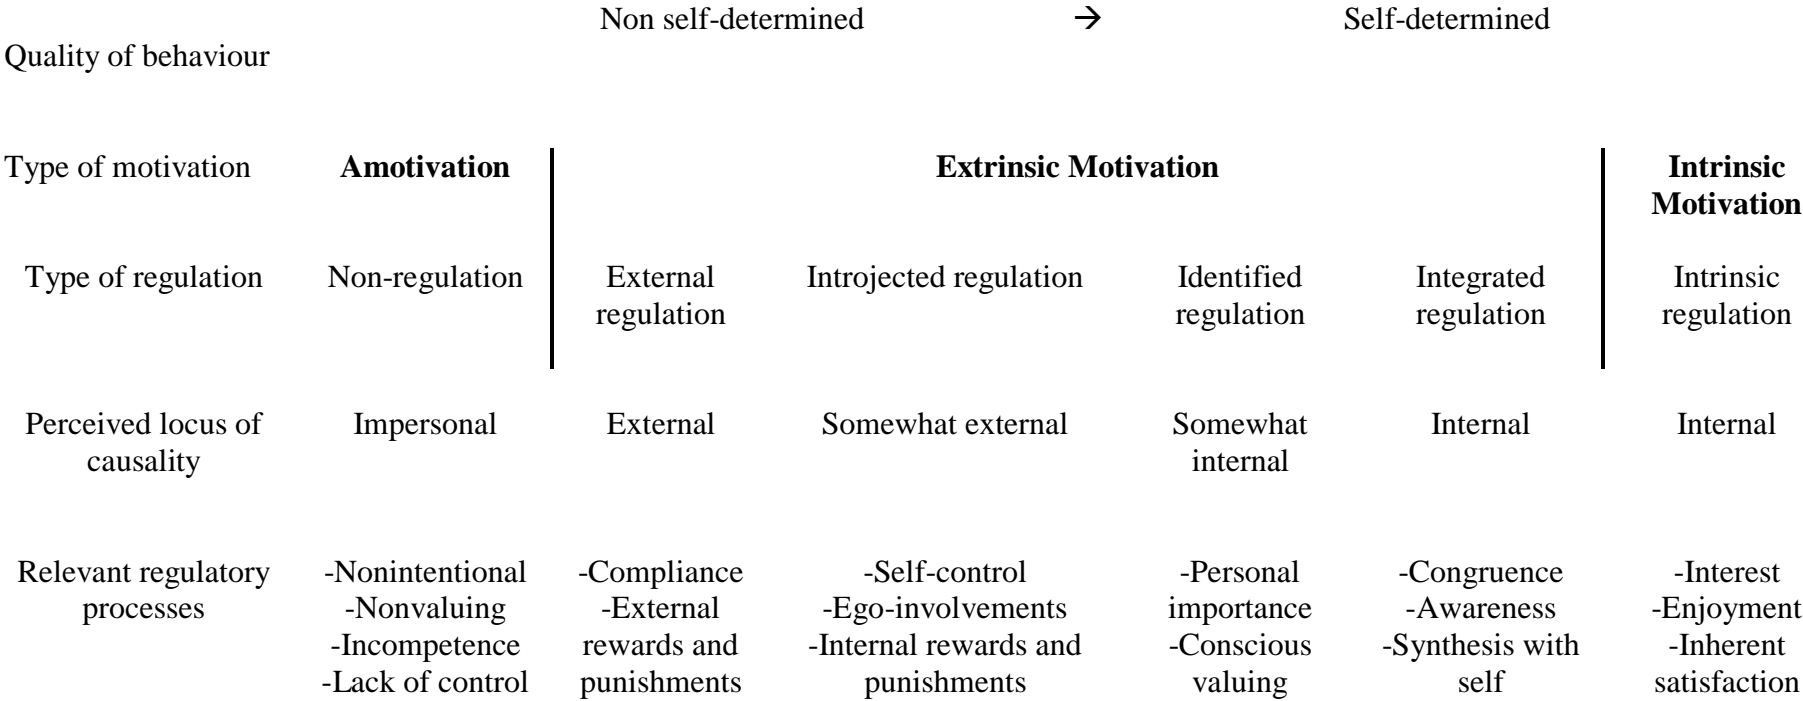 Non self-determined → Self-determined
Quality of behaviour
Type of motivation Amotivation Extrinsic Motivation Intrinsic
Motivation
Type of regulation Non-regulation External Introjected regulation Identified Integrated Intrinsic
regulation regulation regulation regulation
Perceived locus of Impersonal External Somewhat external Somewhat Internal Internal
causality internal
Relevant regulatory -Nonintentional -Compliance -Self-control -Personal -Congruence -Interest
processes -Nonvaluing -External -Ego-involvements importance -Awareness -Enjoyment
-Incompetence rewards and -Internal rewards and -Conscious -Synthesis with -Inherent
-Lack of control punishments punishments valuing self satisfaction